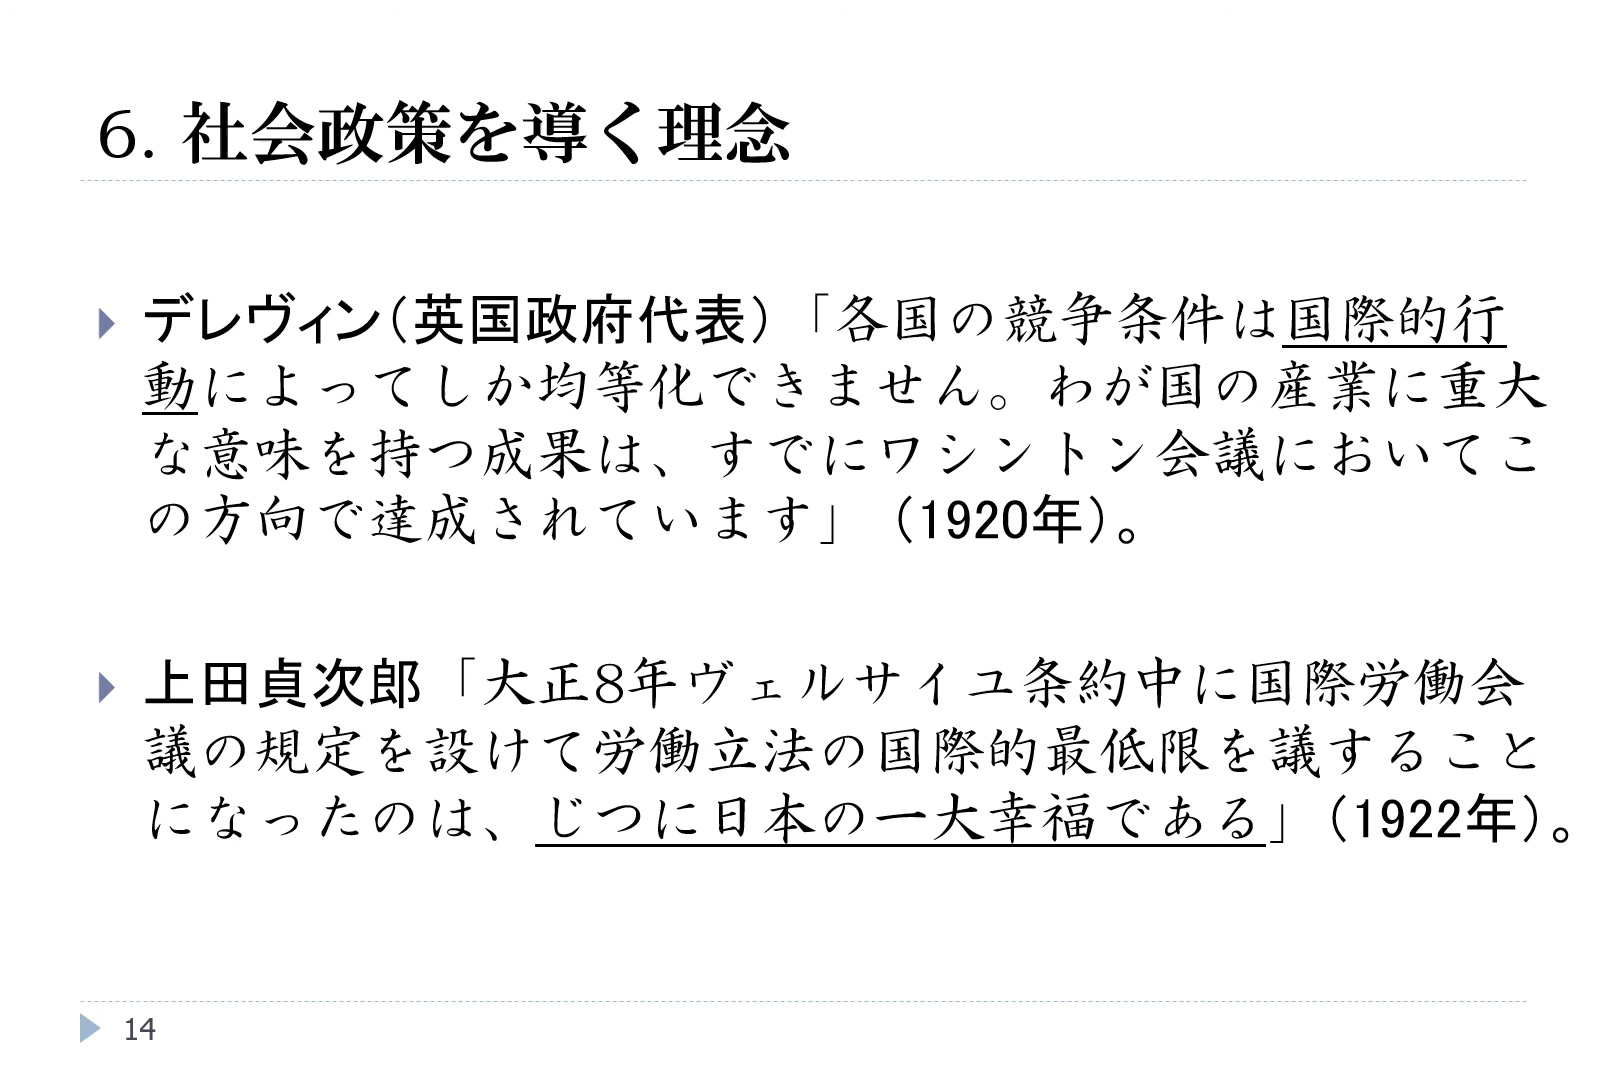 6. 社会政策を導く理念
デレヴィン（英国政府代表）「各国の競争条件は国際的行
動によってしか均等化できません。わが国の産業に重大
な意味を持つ成果は、すでにワシントン会議においてこ
の方向で達成されています」（1920年）。
上田貞次郎「大正8年ヴェルサイユ条約中に国際労働会
議の規定を設けて労働立法の国際的最低限を議すること
になったのは、じつに日本の一大幸福である」（1922年）。
14